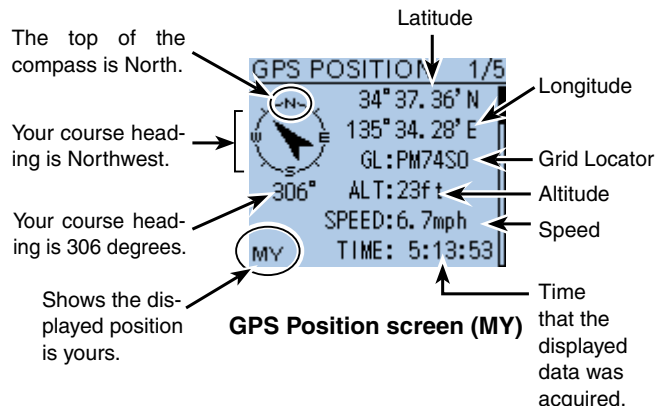 Latitude
The top of the
compass is North.
GPS POSITION 1/5
N
34°37.36'N
Longitude
135°34.28'E
Your course head-
ing is Northwest.
W
E
S
GL:PM74SO
Grid Locator
306°
ALT:23ft
Altitude
Your course head-
ing is 306 degrees.
SPEED:6.7mph
Speed
MY
TIME: 5:13:53
Shows the dis-
played position
is yours.
GPS Position screen (MY)
Time
that the
displayed
data was
acquired.